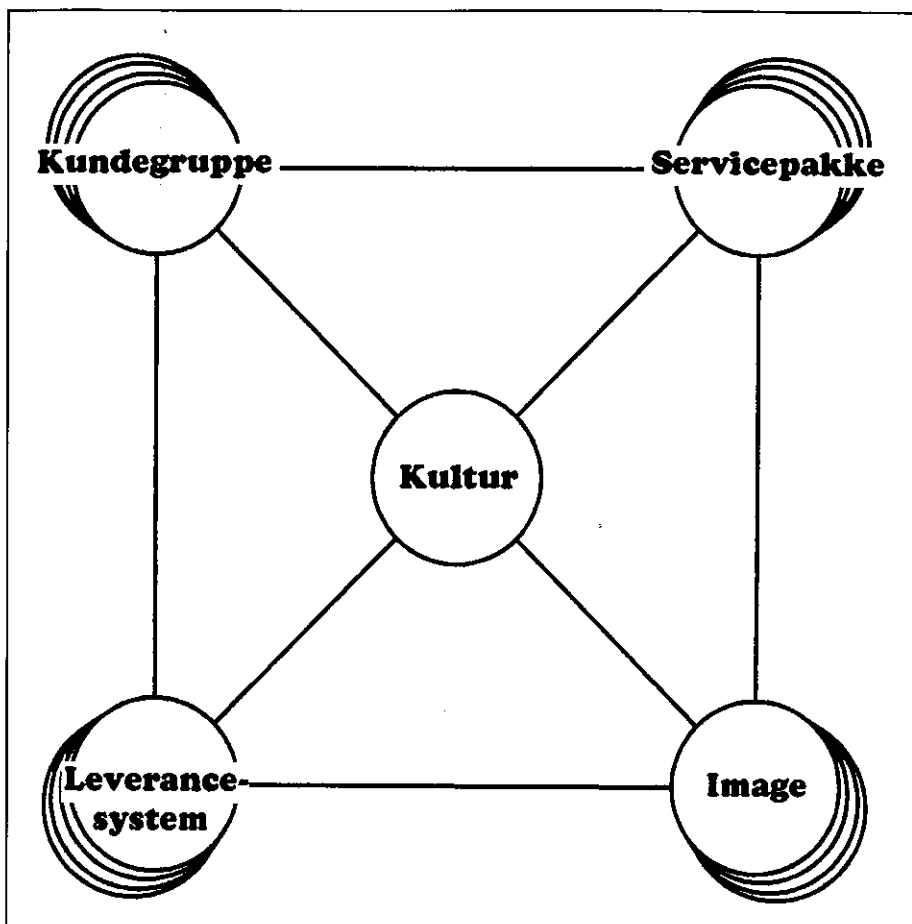 Kundegruppe
Servicepakke
Kultur
Leverance-
system
Image